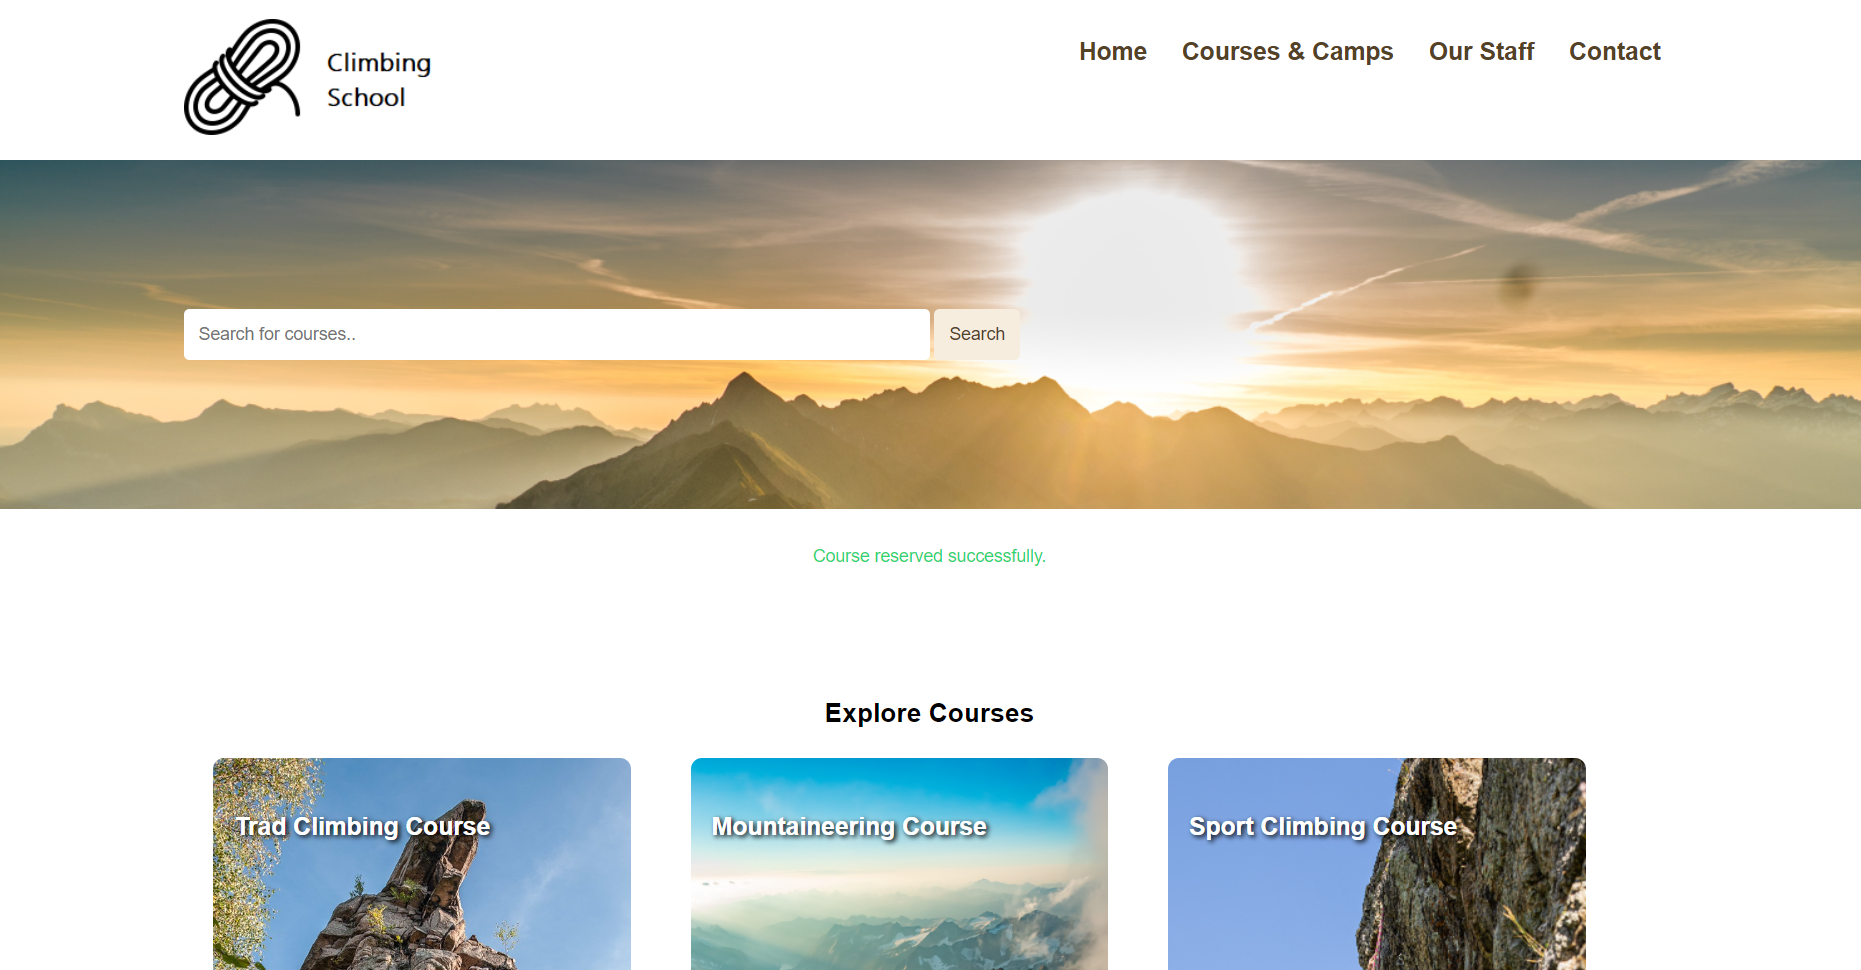 Climbing
School
Home Courses & Camps Our Staff Contact
Search for courses.. Search
Course reserved successfully.
Explore Courses
Trad Climbing Course Mountaineering Course Sport Climbing Course